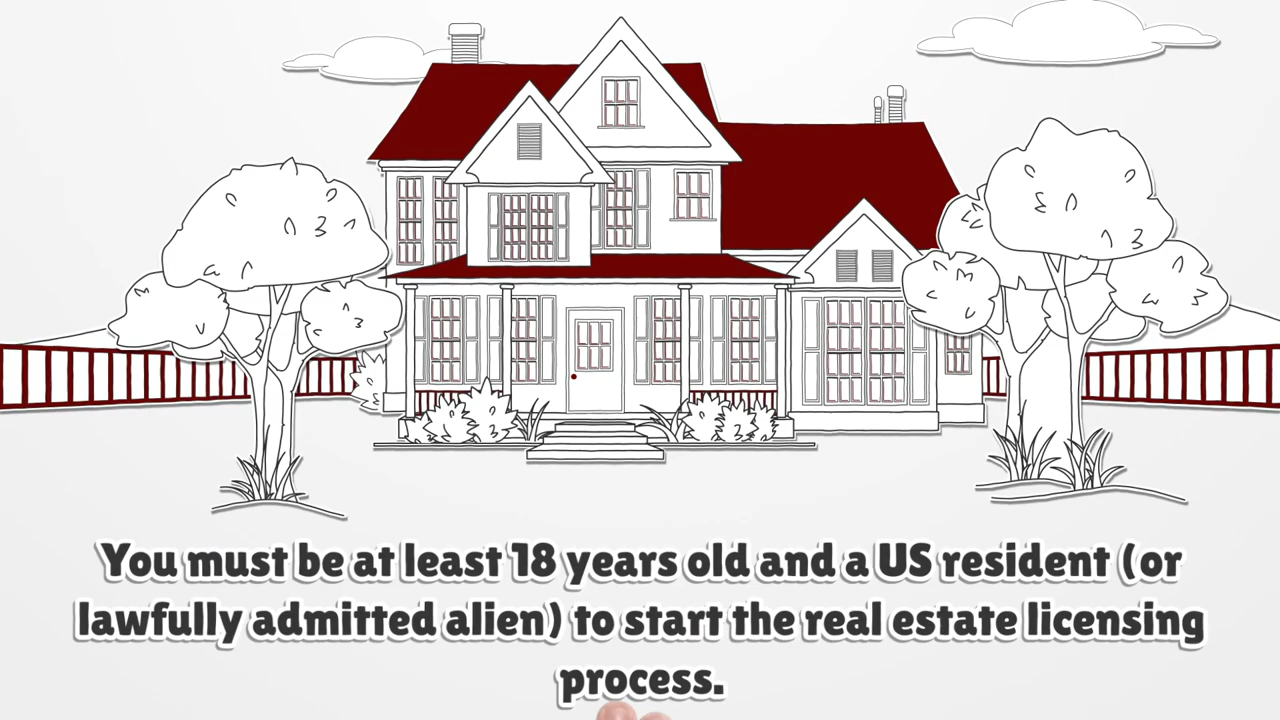 You must be at least 18 years old and a US resident (or
lawfully admitted alien) to start the real estate licensing
process.